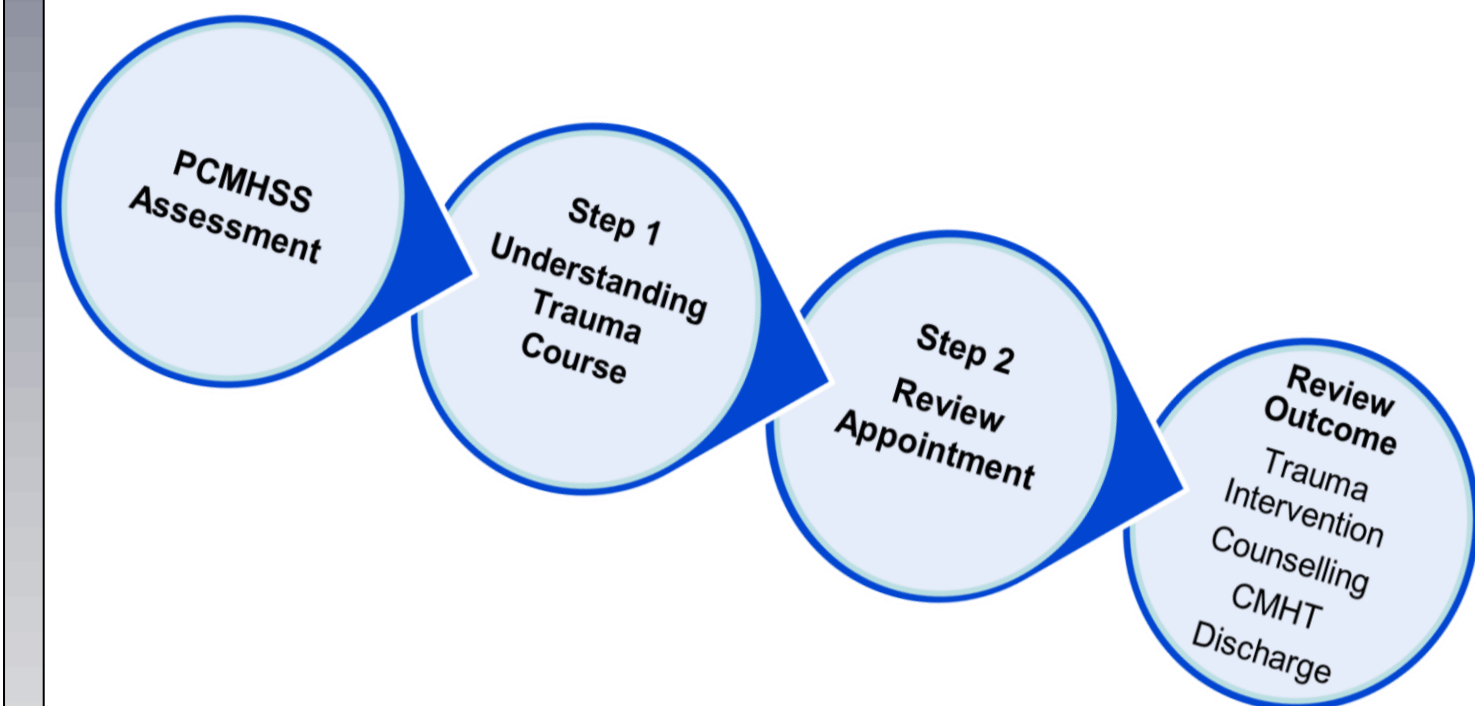 PCMHSS
Assessment
Step 1
Understanding
Trauma
Course
Step 2
Review
Appointment
Review
Outcome
Trauma
Intervention
Counselling
CMHT
Discharge